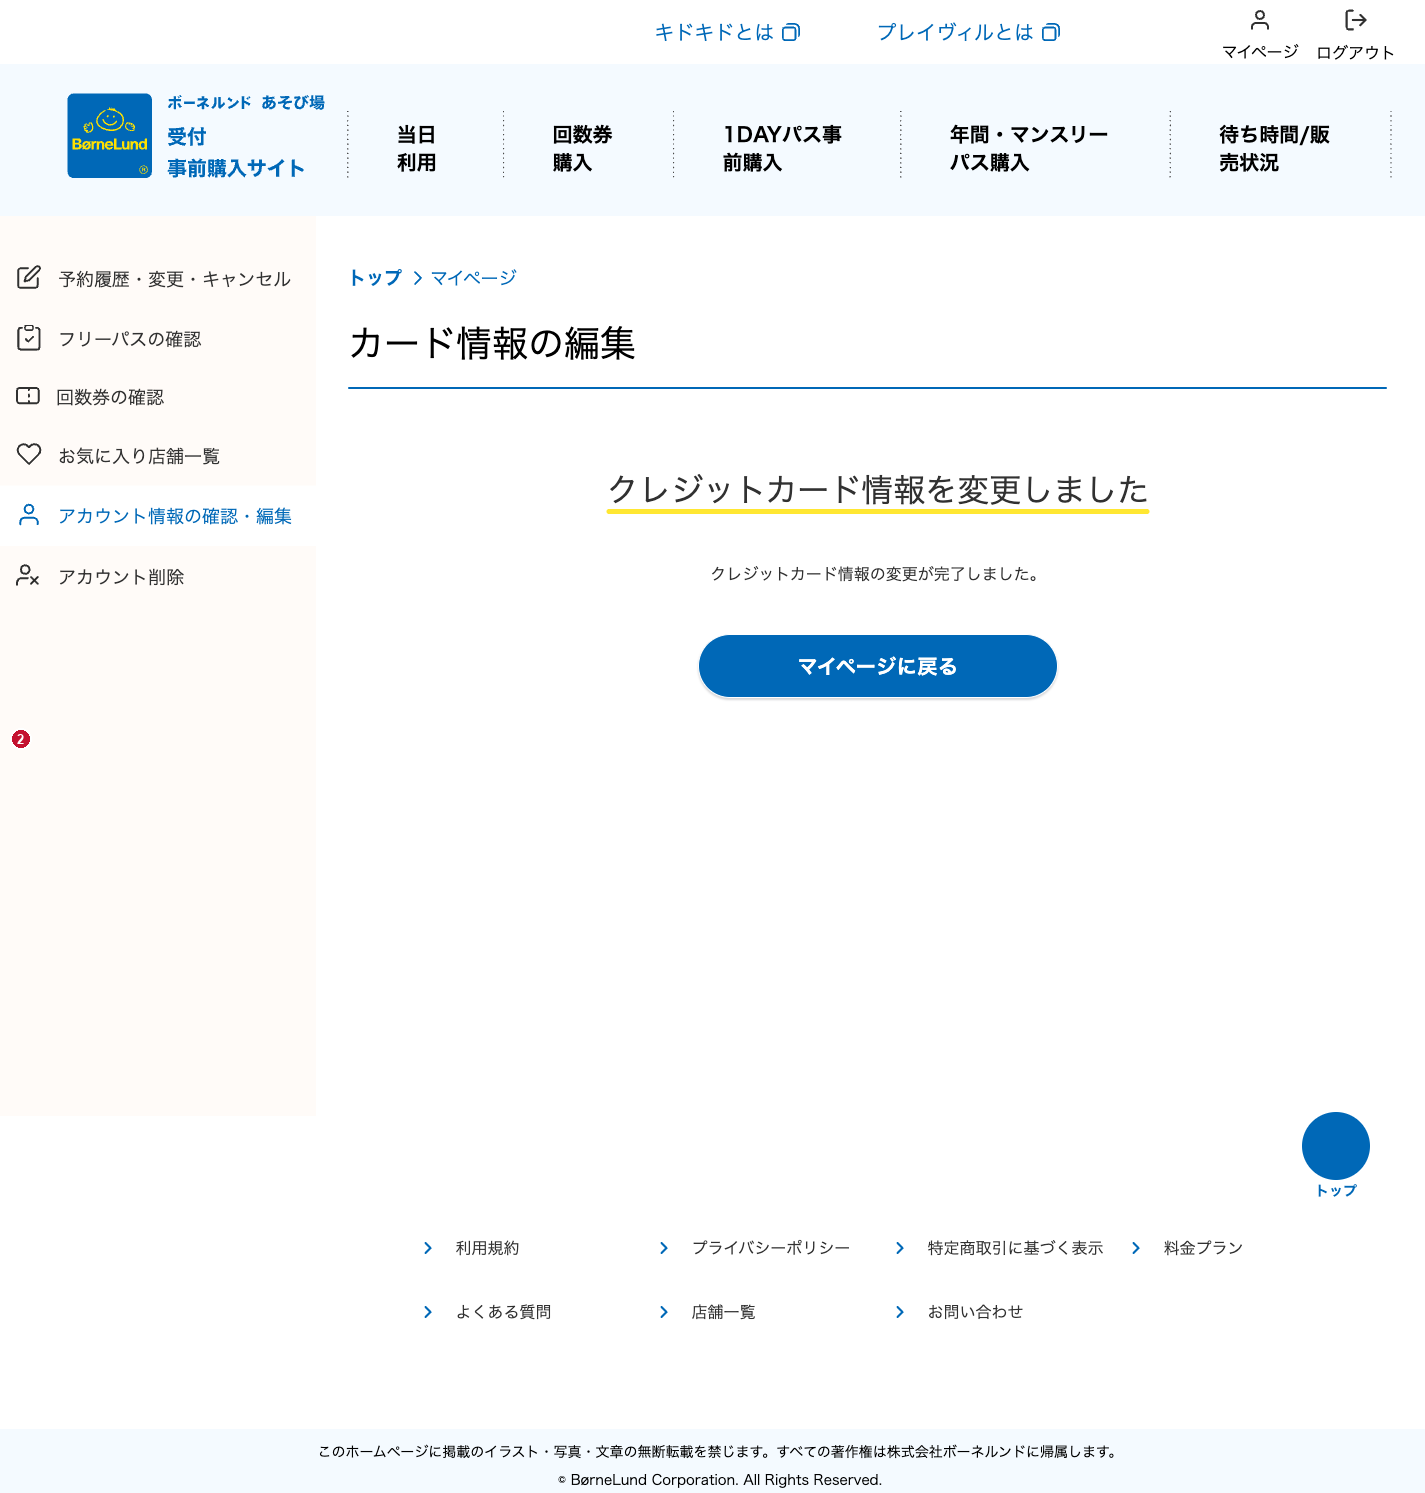 キドキドとは
プレイヴィルとは
マイページ
ログアウト
BørneLund
ボーネルンド あそび場
受付
事前購入サイト
当日
利用
回数券
購入
1DAYパス事
前購入
年間・マンスリー
パス購入
待ち時間/販
売状況
予約履歴・変更・キャンセル
フリーパスの確認
回数券の確認
お気に入り店舗一覧
アカウント情報の確認・編集
アカウント削除
2
トップ > マイページ
カード情報の編集
クレジットカード情報を変更しました
クレジットカード情報の変更が完了しました。
マイページに戻る
トップ
利用規約
プライバシーポリシー
特定商取引に基づく表示
料金プラン
よくある質問
店舗一覧
お問い合わせ
このホームページに掲載のイラスト・写真・文章の無断転載を禁じます。すべての著作権は株式会社ボーネルンドに帰属します。
© BørneLund Corporation. All Rights Reserved.